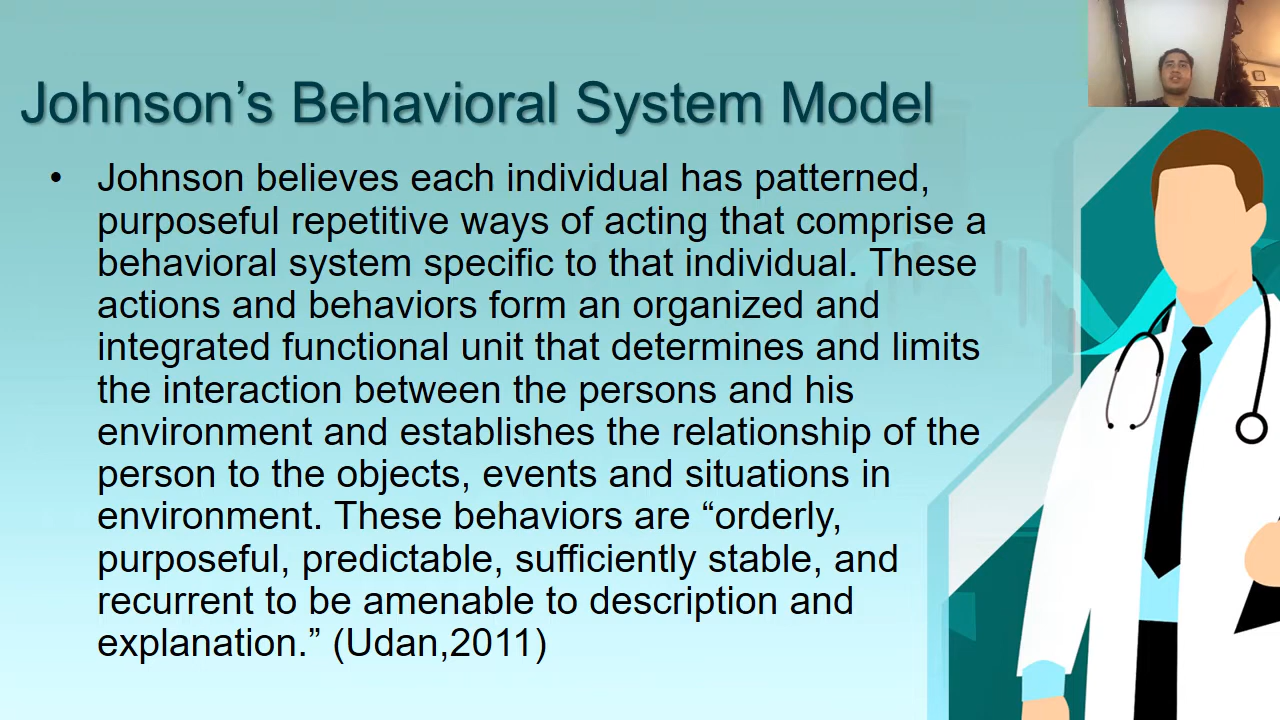 Johnson’s Behavioral System Model
• Johnson believes each individual has patterned,
purposeful repetitive ways of acting that comprise a
behavioral system specific to that individual. These
actions and behaviors form an organized and
integrated functional unit that determines and limits
the interaction between the persons and his
environment and establishes the relationship of the
person to the objects, events and situations in
environment. These behaviors are “orderly,
purposeful, predictable, sufficiently stable, and
recurrent to be amenable to description and
explanation.” (Udan,2011)